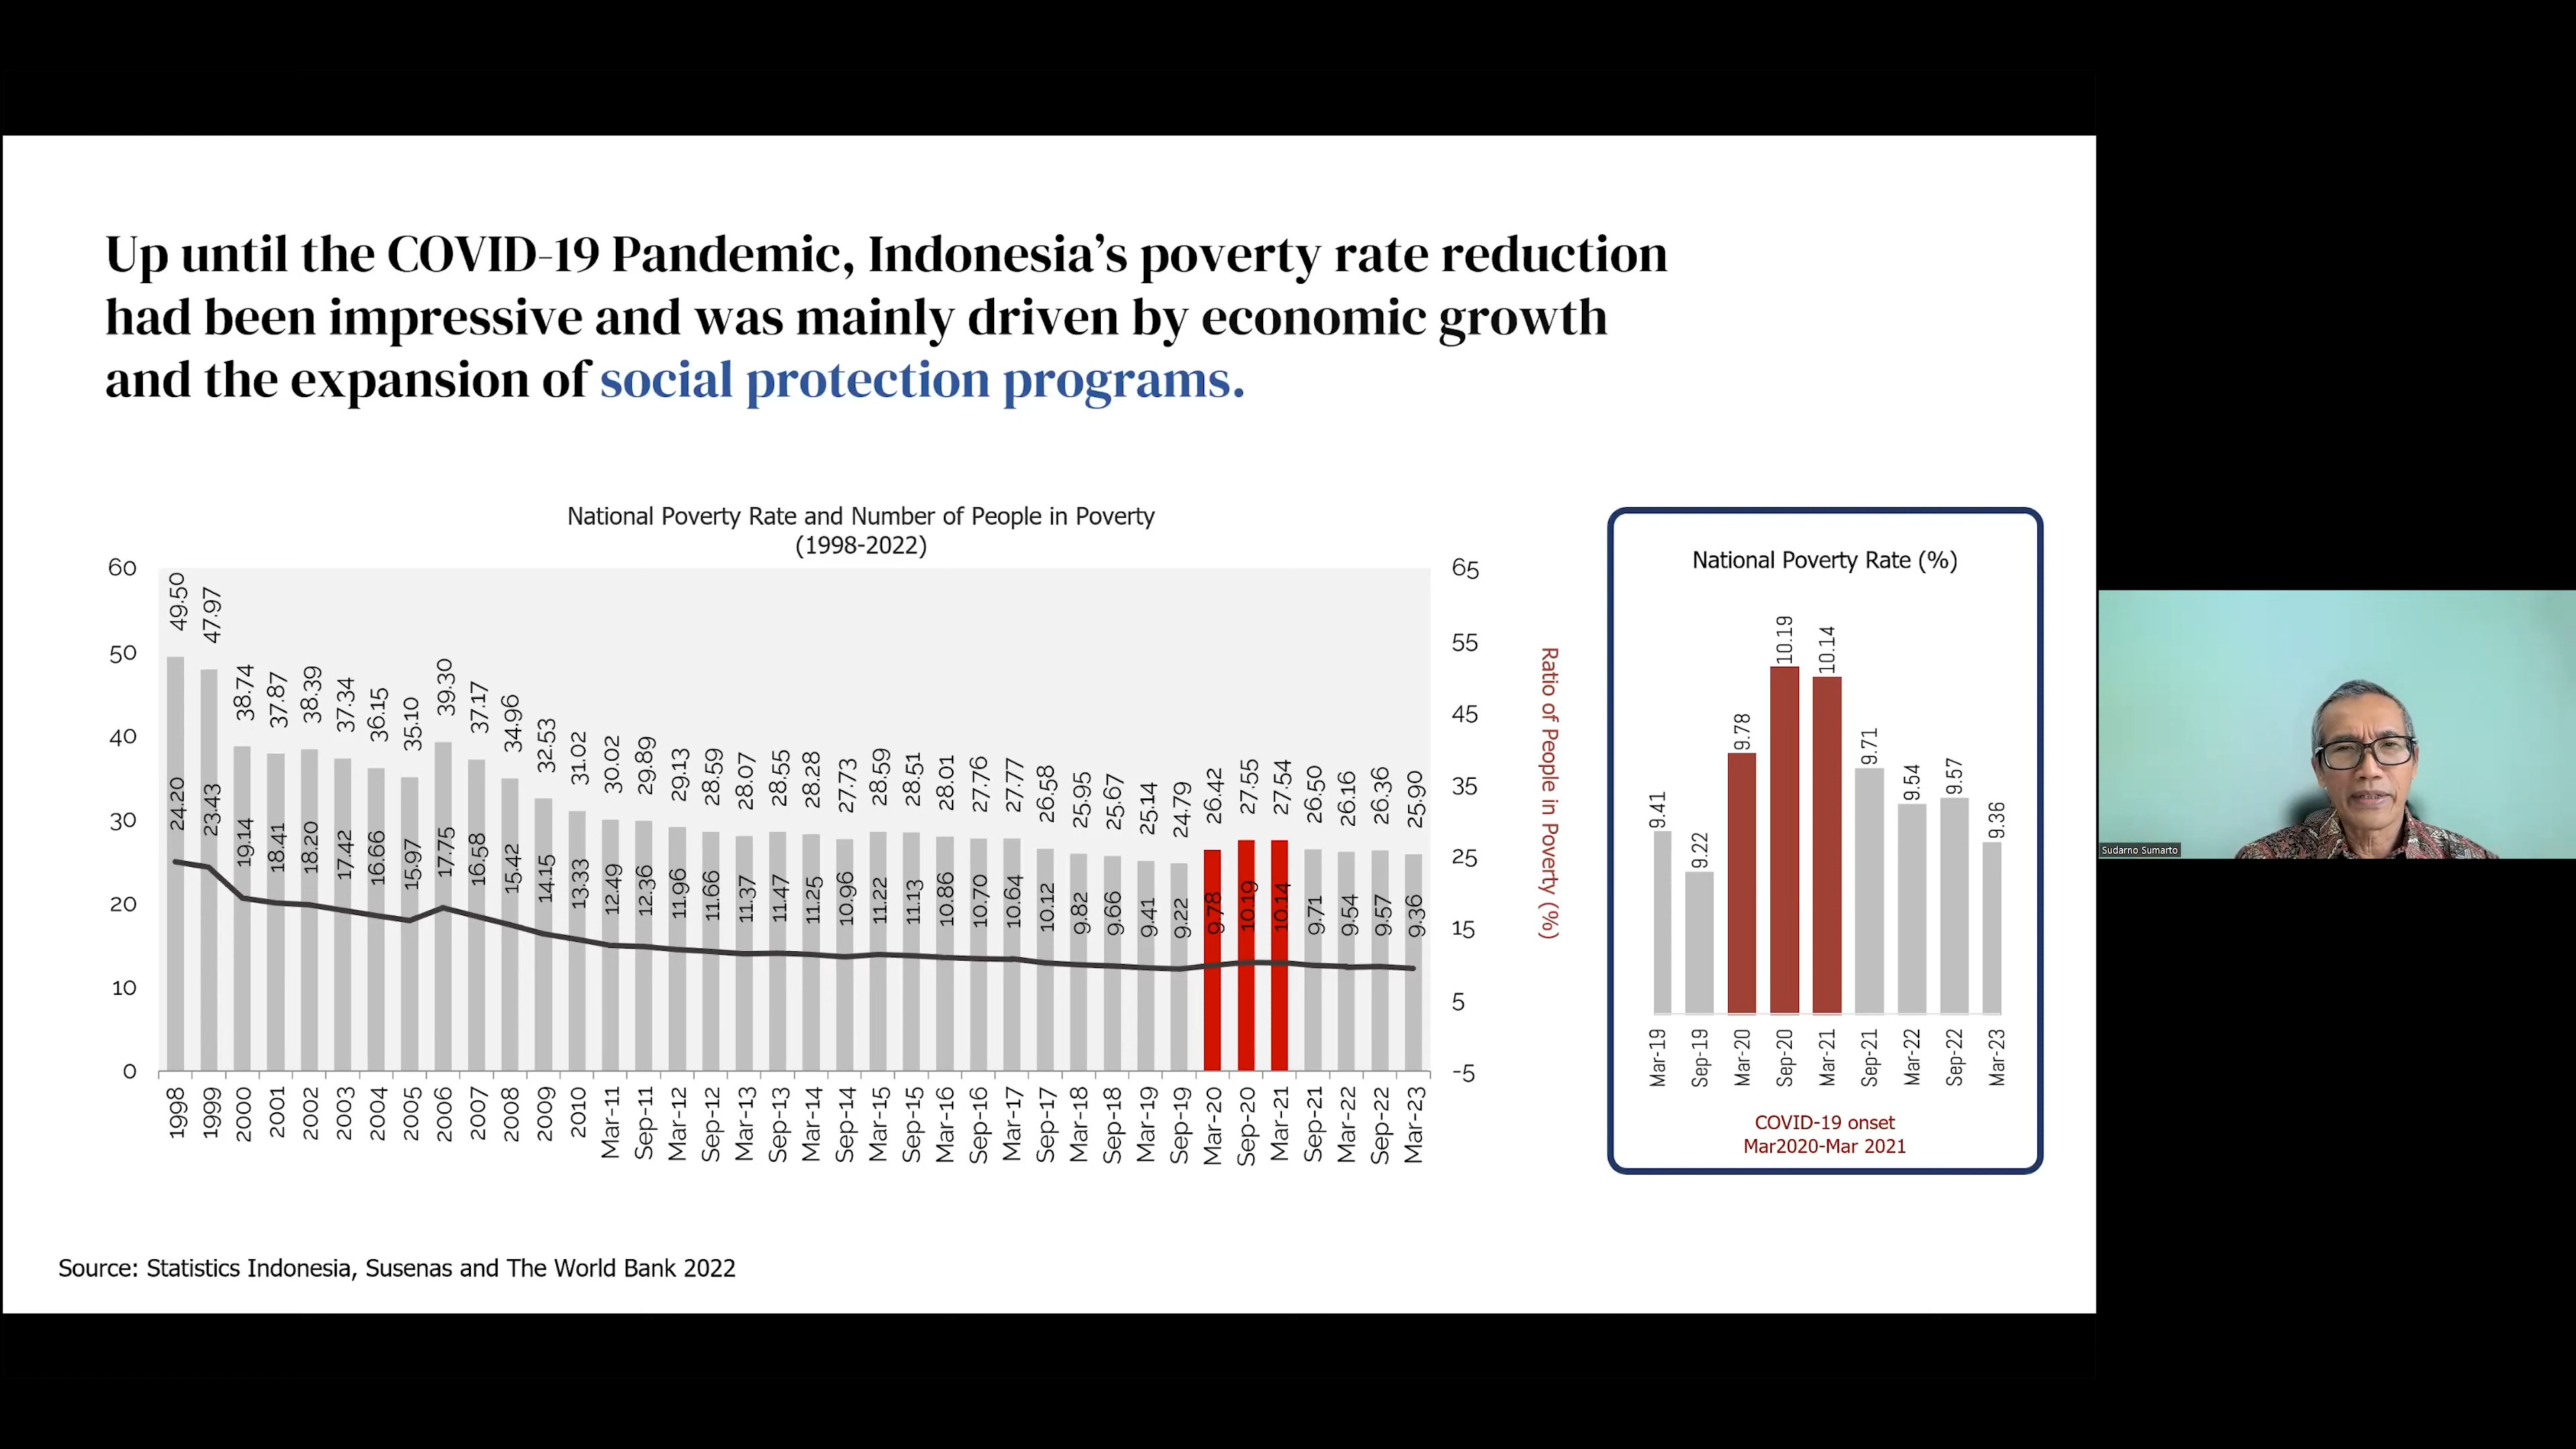 Up until the COVID-19 Pandemic, Indonesia's poverty rate reduction
had been impressive and was mainly driven by economic growth
and the expansion of social protection programs.
National Poverty Rate and Number of People in Poverty
(1998-2022)
60
50
40
30
20
10
0
49.50
47.97
38.74
37.87
38.39
37.34
36.15
35.10
39.30
37.17
34.96
32.53
31.02
30.02
29.89
29.13
28.59
28.07
28.55
28.28
27.73
28.59
28.51
28.01
27.76
27.77
26.58
25.95
25.67
25.14
24.79
26.42
27.55
27.54
26.50
26.16
26.36
25.90
24.20
23.43
19.14
18.41
18.20
17.42
16.66
15.97
17.75
16.58
15.42
14.15
13.33
12.49
12.36
11.96
11.66
11.37
11.47
11.25
10.96
11.22
11.13
10.86
10.70
10.64
10.12
9.82
9.66
9.41
9.22
9.78
10.19
10.14
9.71
9.54
9.57
9.36
1998
1999
2000
2001
2002
2003
2004
2005
2006
2007
2008
2009
2010
Mar-11
Sep-11
Mar-12
Sep-12
Mar-13
Sep-13
Mar-14
Sep-14
Mar-15
Sep-15
Mar-16
Sep-16
Mar-17
Sep-17
Mar-18
Sep-18
Mar-19
Sep-19
Mar-20
Sep-20
Mar-21
Sep-21
Mar-22
Sep-22
Mar-23
65
55
45
35
25
15
5
-5
Ratio of People in Poverty (%)
National Poverty Rate (%)
9.41
9.22
9.78
10.19
10.14
9.71
9.54
9.57
9.36
Mar-19
Sep-19
Mar-20
Sep-20
Mar-21
Sep-21
Mar-22
Sep-22
Mar-23
COVID-19 onset
Mar2020-Mar 2021
Source: Statistics Indonesia, Susenas and The World Bank 2022
Sudarno Sumarto